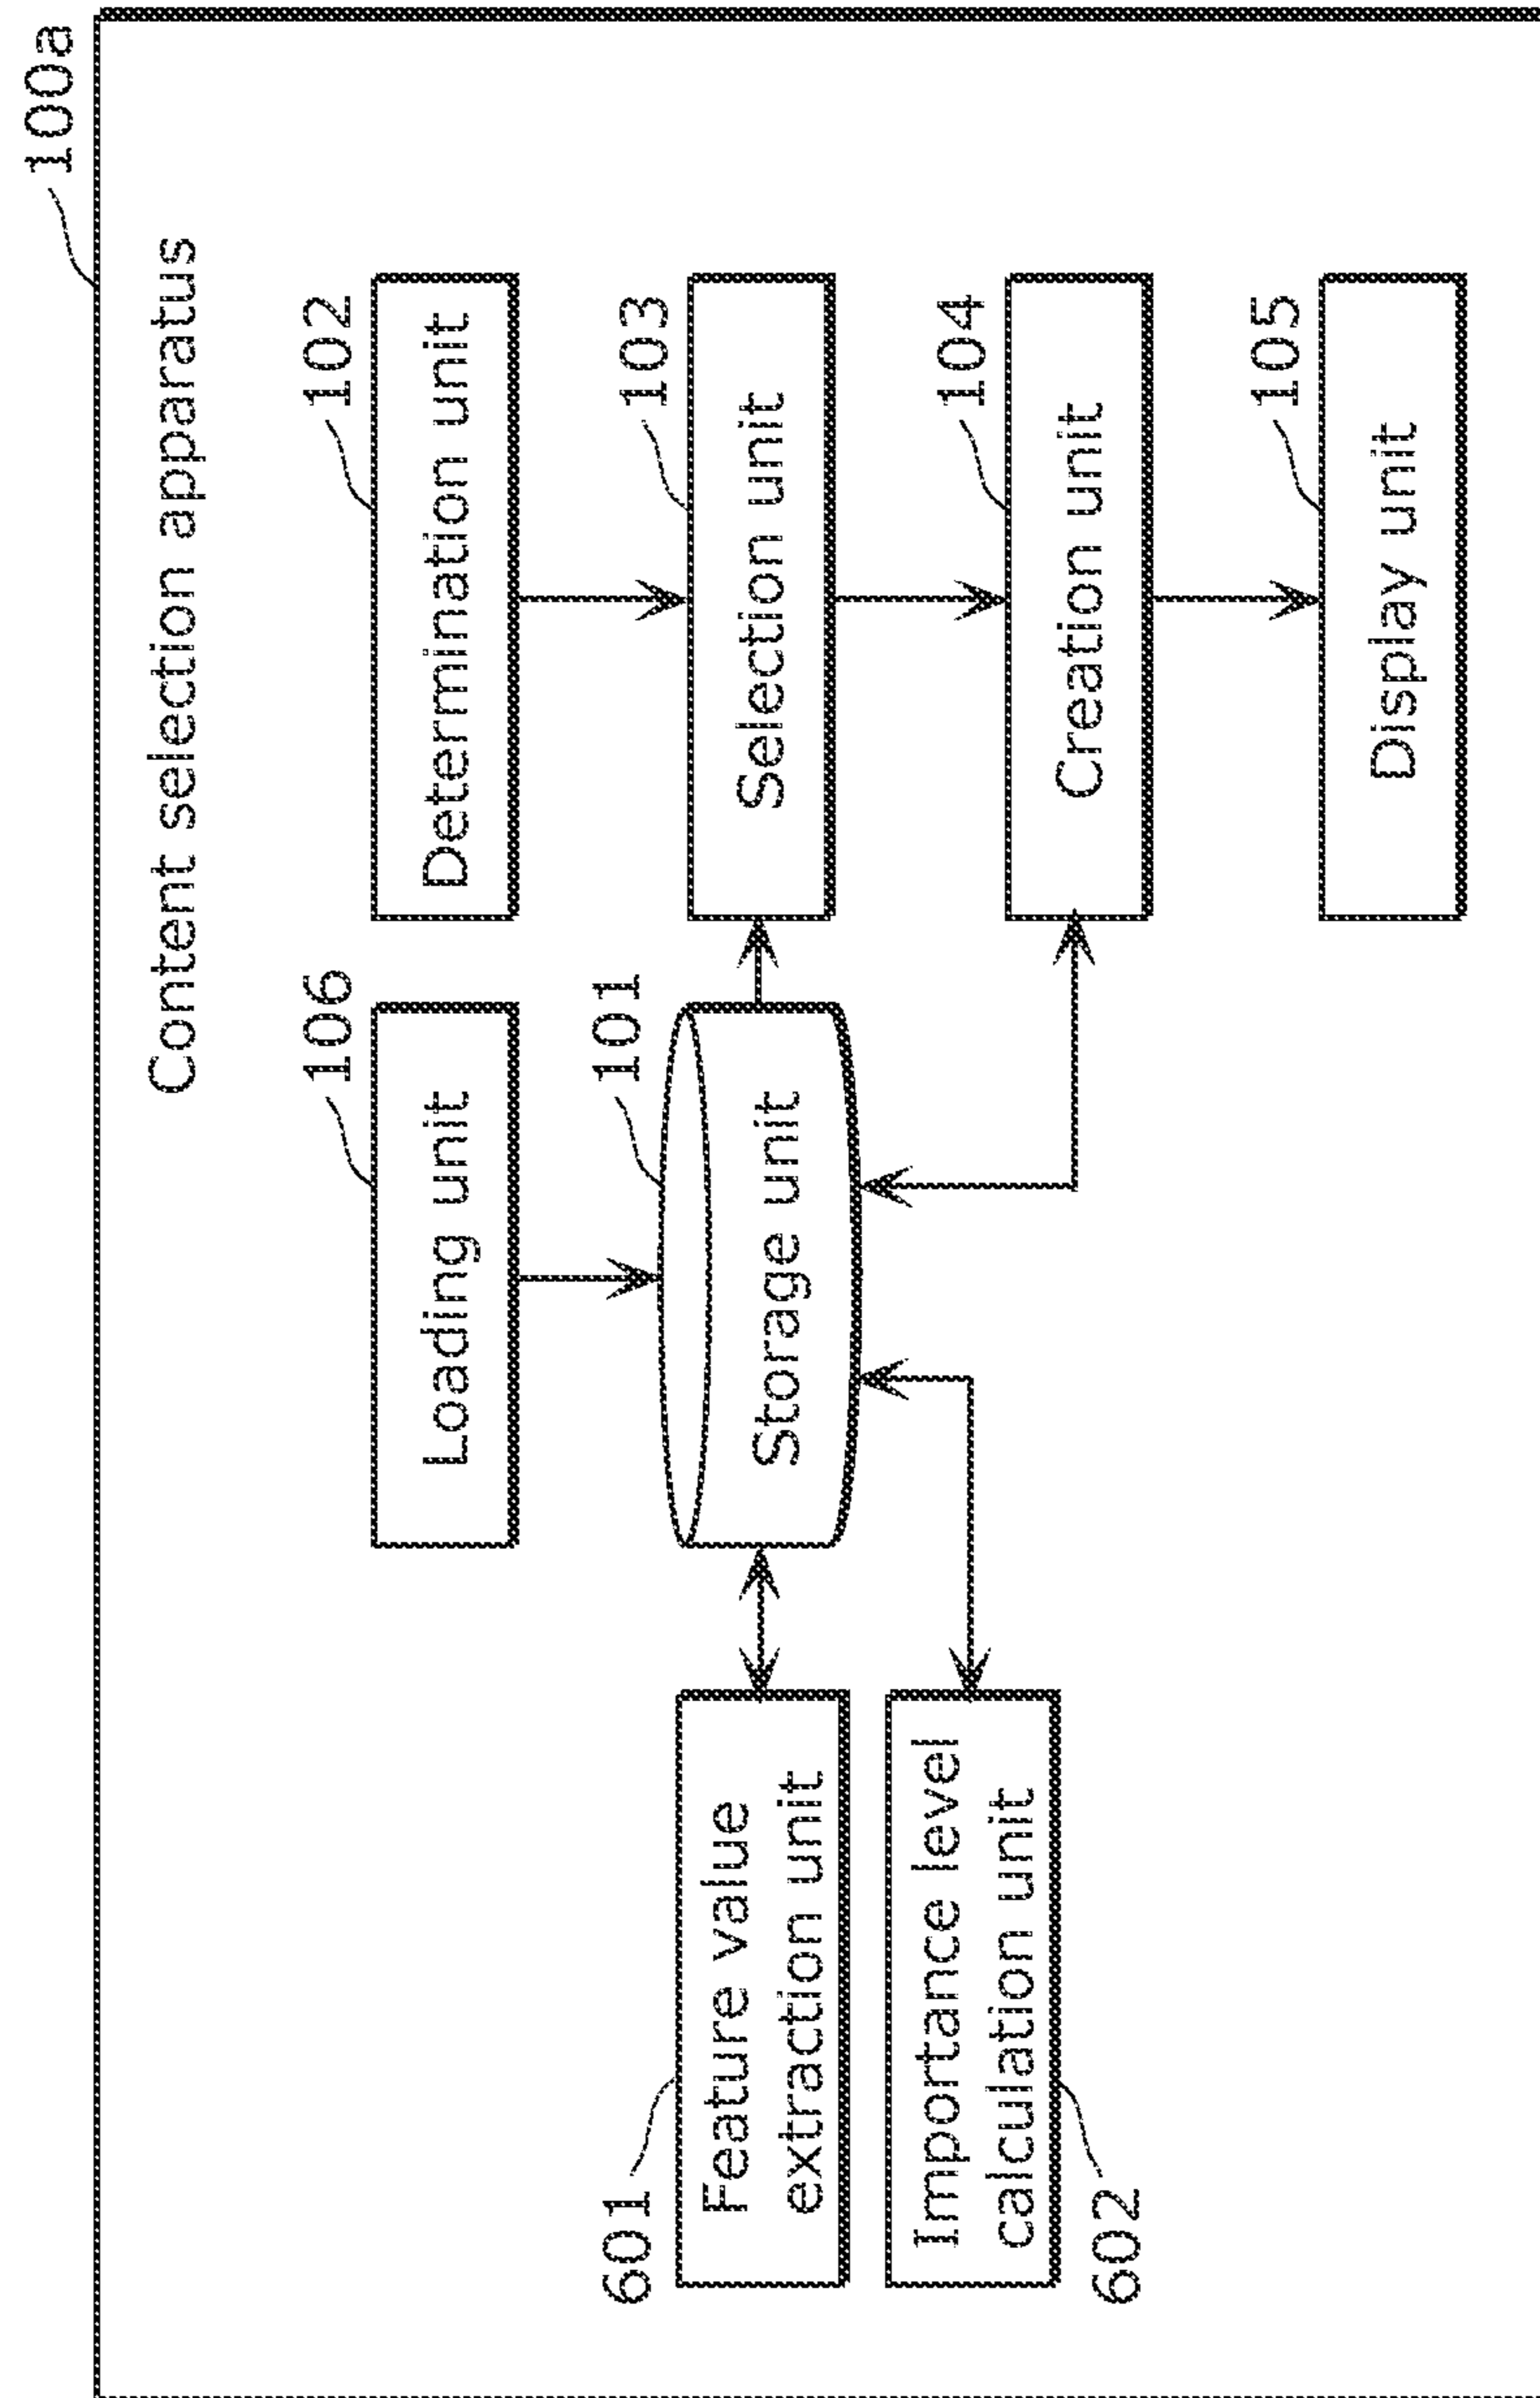 100a
Content selection apparatus
106
Loading unit
102
Determination unit
601
Feature value
extraction unit
101
Storage unit
103
Selection unit
Importance level
calculation unit
602
104
Creation unit
105
Display unit